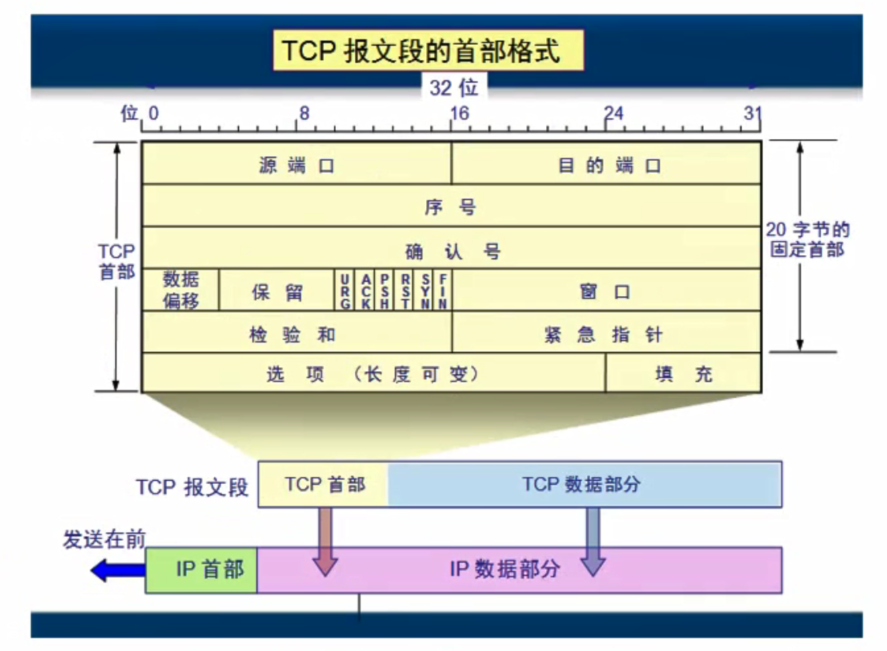 TCP 报文段的首部格式
32 位
位 0 8 16 24 31
源 端 口 目 的 端 口
序 号
TCP 首部
确 认 号
20 字节的固定首部
数据偏移 保 留 URG ACK PSH RST SYN FIN 窗 口
检 验 和 紧 急 指 针
选 项 （长 度 可 变） 填 充
TCP 报文段 TCP 首部 TCP 数据部分
发送在前
IP 首部 IP 数据部分